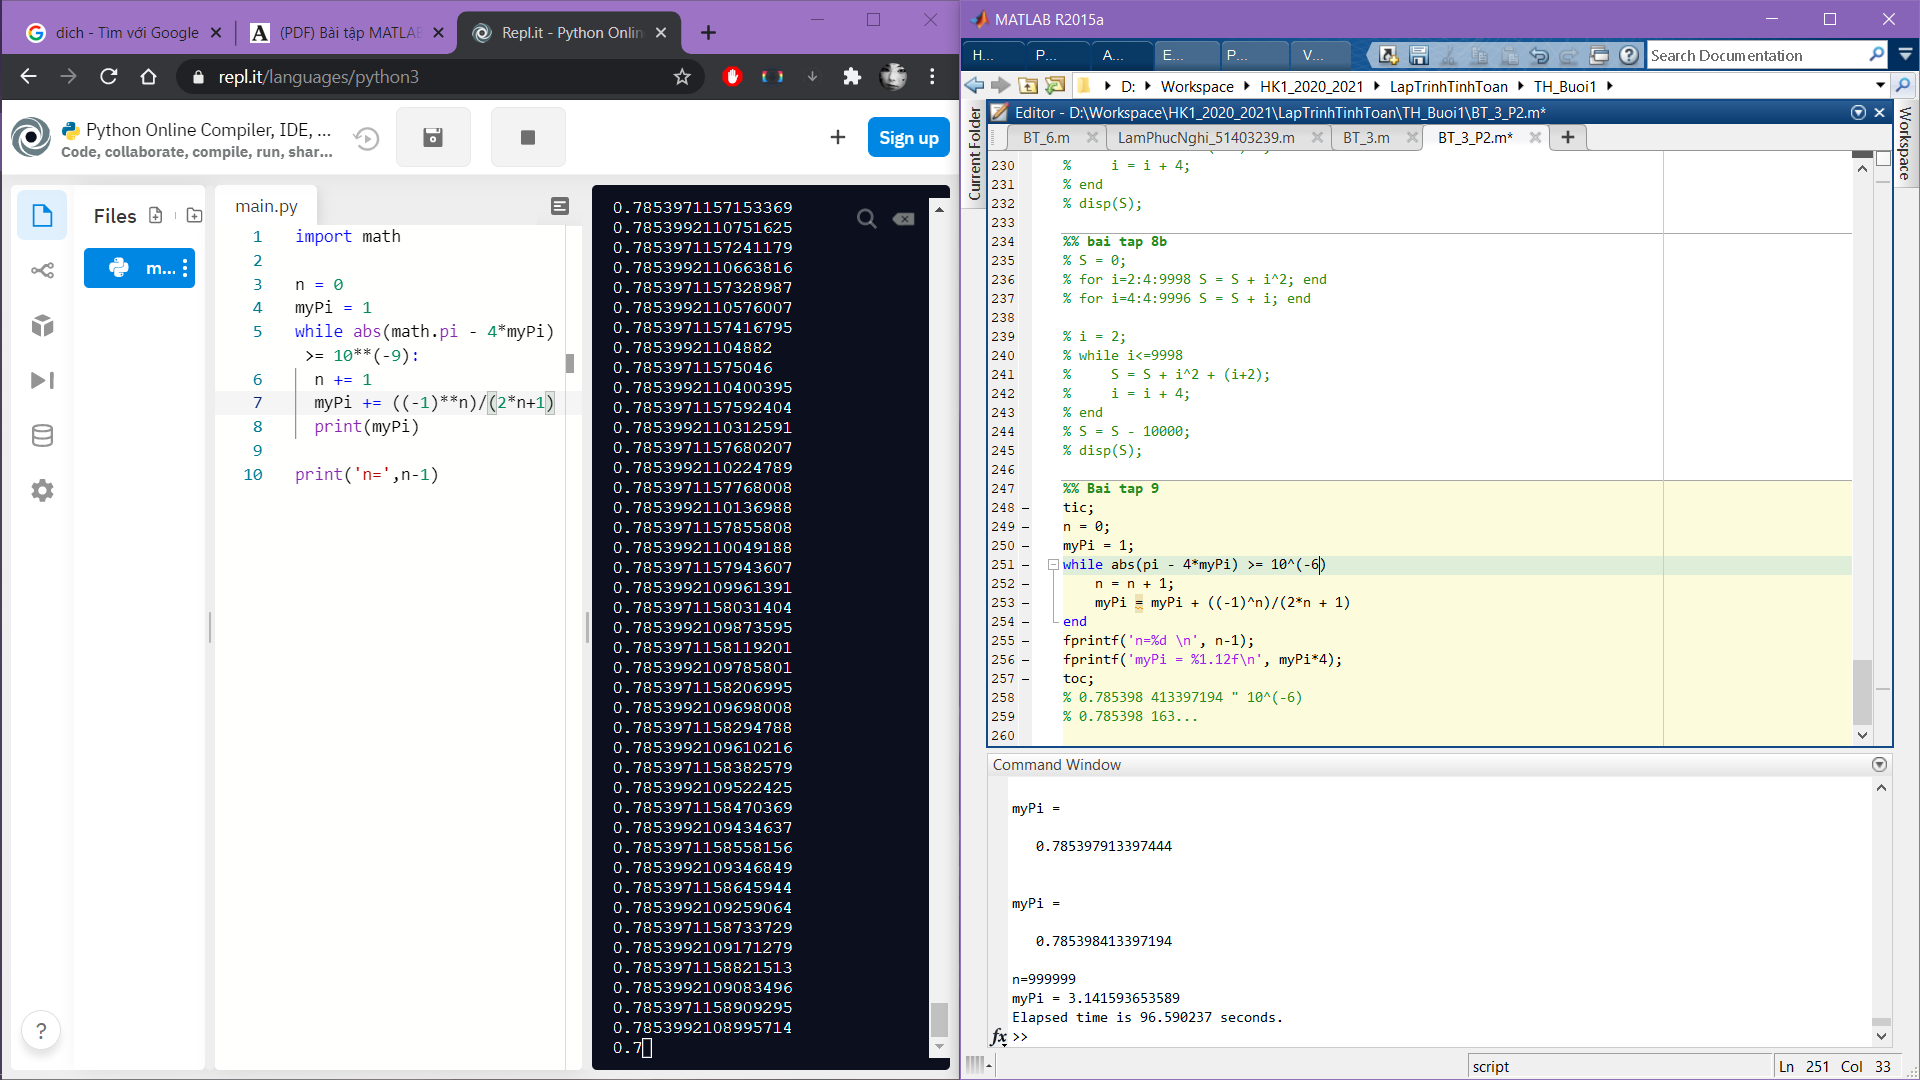 dich - Tìm với Google
(PDF) Bài tập MATLAB
Repl.it - Python Onlin
repl.it/languages/python3
Python Online Compiler, IDE, ...
Code, collaborate, compile, run, shar...
Sign up
Files
m...
main.py
1 import math
2
3 n = 0
4 myPi = 1
5 while abs(math.pi - 4*myPi)
>= 10**(-9):
6 n += 1
7 myPi += ((-1)**n)/(2*n+1)
8 print(myPi)
9
10 print('n=',n-1)
?
0.7853971157153369
0.7853992110751625
0.7853971157241179
0.7853992110663816
0.7853971157328987
0.7853992110576007
0.7853971157416795
0.78539921104882
0.785397115750460
0.7853992110400395
0.7853971157592404
0.7853992110312591
0.7853971157680207
0.7853992110224789
0.7853971157768008
0.7853992110136988
0.7853971157855808
0.7853992110049188
0.7853971157943607
0.7853992109961391
0.7853971158031404
0.7853992109873595
0.7853971158119201
0.7853992109785801
0.7853971158206995
0.7853992109698008
0.7853971158294788
0.7853992109610216
0.7853971158382579
0.7853992109522425
0.7853971158470369
0.7853992109434637
0.7853971158558156
0.7853992109346849
0.7853971158645944
0.7853992109259064
0.7853971158733729
0.7853992109171279
0.7853971158821513
0.7853992109083496
0.7853971158909295
0.7853992108995714
0.7
MATLAB R2015a
H... P... A... E... P... V...
Search Documentation
D: Workspace HK1_2020_2021 LapTrinhTinhToan TH_Buoi1
Current Folder
Workspace
Editor - D:\Workspace\HK1_2020_2021\LapTrinhTinhToan\TH_Buoi1\BT_3_P2.m*
BT_6.m LamPhucNghi_51403239.m BT_3.m BT_3_P2.m*
230 % i = i + 4;
231 % end
232 % disp(S);
233
234 %% bai tap 8b
235 % S = 0;
236 % for i=2:4:9998 S = S + i^2; end
237 % for i=4:4:9996 S = S + i; end
238
239 % i = 2;
240 % while i<=9998
241 % S = S + i^2 + (i+2);
242 % i = i + 4;
243 % end
244 % S = S - 10000;
245 % disp(S);
246
247 %% Bai tap 9
248 tic;
249 n = 0;
250 myPi = 1;
251 while abs(pi - 4*myPi) >= 10^(-6)
252 n = n + 1;
253 myPi = myPi + ((-1)^n)/(2*n + 1)
254 end
255 fprintf('n=%d \n', n-1);
256 fprintf('myPi = %1.12f\n', myPi*4);
257 toc;
258 % 0.785398 413397194 " 10^(-6)
259 % 0.785398 163...
260
Command Window
myPi =
0.785397913397444
myPi =
0.785398413397194
n=999999
myPi = 3.141593653589
Elapsed time is 96.590237 seconds.
fx >>
script
Ln 251 Col 33